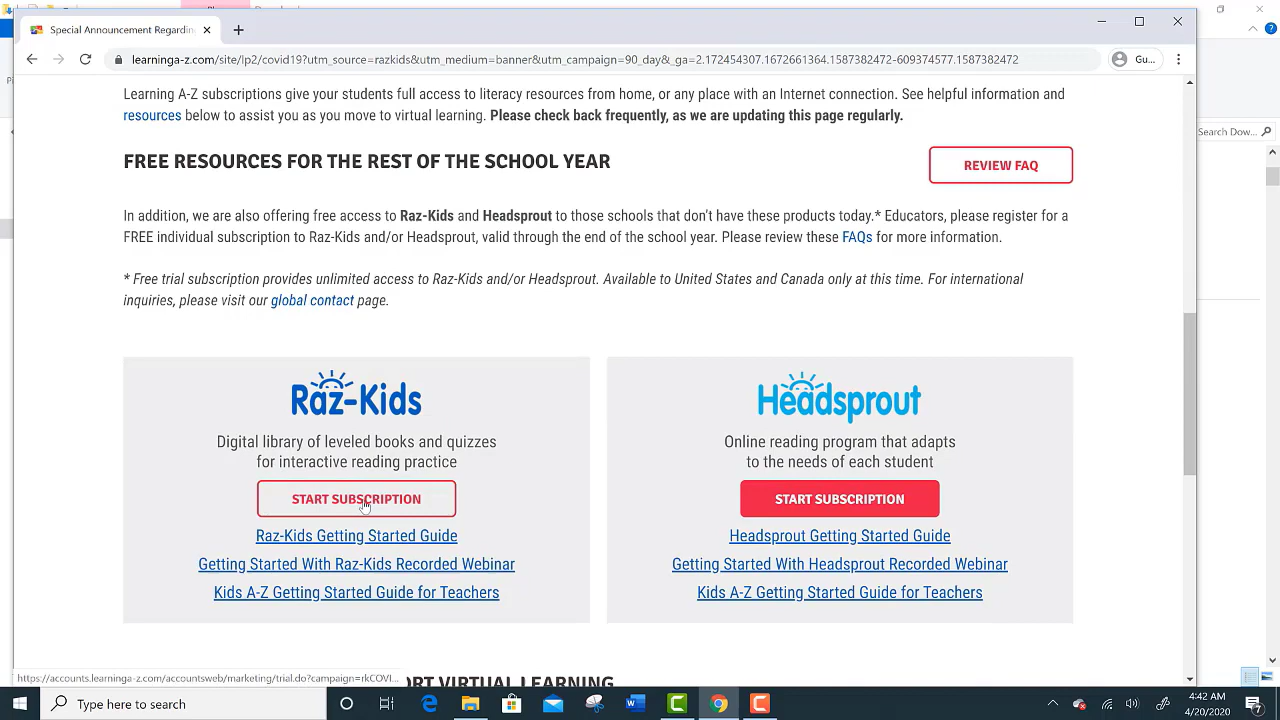 Special Announcement Regardin
learninga-z.com/site/lp2/covid19?utm_source=razkids&utm_medium=banner&utm_campaign=90_day&_ga=2.172454307.1672661364.1587382472-609374577.1587382472
Gu...
Search Dow...
Learning A-Z subscriptions give your students full access to literacy resources from home, or any place with an Internet connection. See helpful information and
resources below to assist you as you move to virtual learning. Please check back frequently, as we are updating this page regularly.
FREE RESOURCES FOR THE REST OF THE SCHOOL YEAR
REVIEW FAQ
In addition, we are also offering free access to Raz-Kids and Headsprout to those schools that don't have these products today.* Educators, please register for a
FREE individual subscription to Raz-Kids and/or Headsprout, valid through the end of the school year. Please review these FAQs for more information.
* Free trial subscription provides unlimited access to Raz-Kids and/or Headsprout. Available to United States and Canada only at this time. For international
inquiries, please visit our global contact page.
Raz-Kids
Digital library of leveled books and quizzes
for interactive reading practice
START SUBSCRIPTION
Raz-Kids Getting Started Guide
Getting Started With Raz-Kids Recorded Webinar
Kids A-Z Getting Started Guide for Teachers
Headsprout
Online reading program that adapts
to the needs of each student
START SUBSCRIPTION
Headsprout Getting Started Guide
Getting Started With Headsprout Recorded Webinar
Kids A-Z Getting Started Guide for Teachers
https://accounts.learninga-z.com/accountsweb/marketing/trial.do?campaign=rkCOVI...
RT VIRTUAL LEARNING
Type here to search
4:42 AM
4/20/2020
7